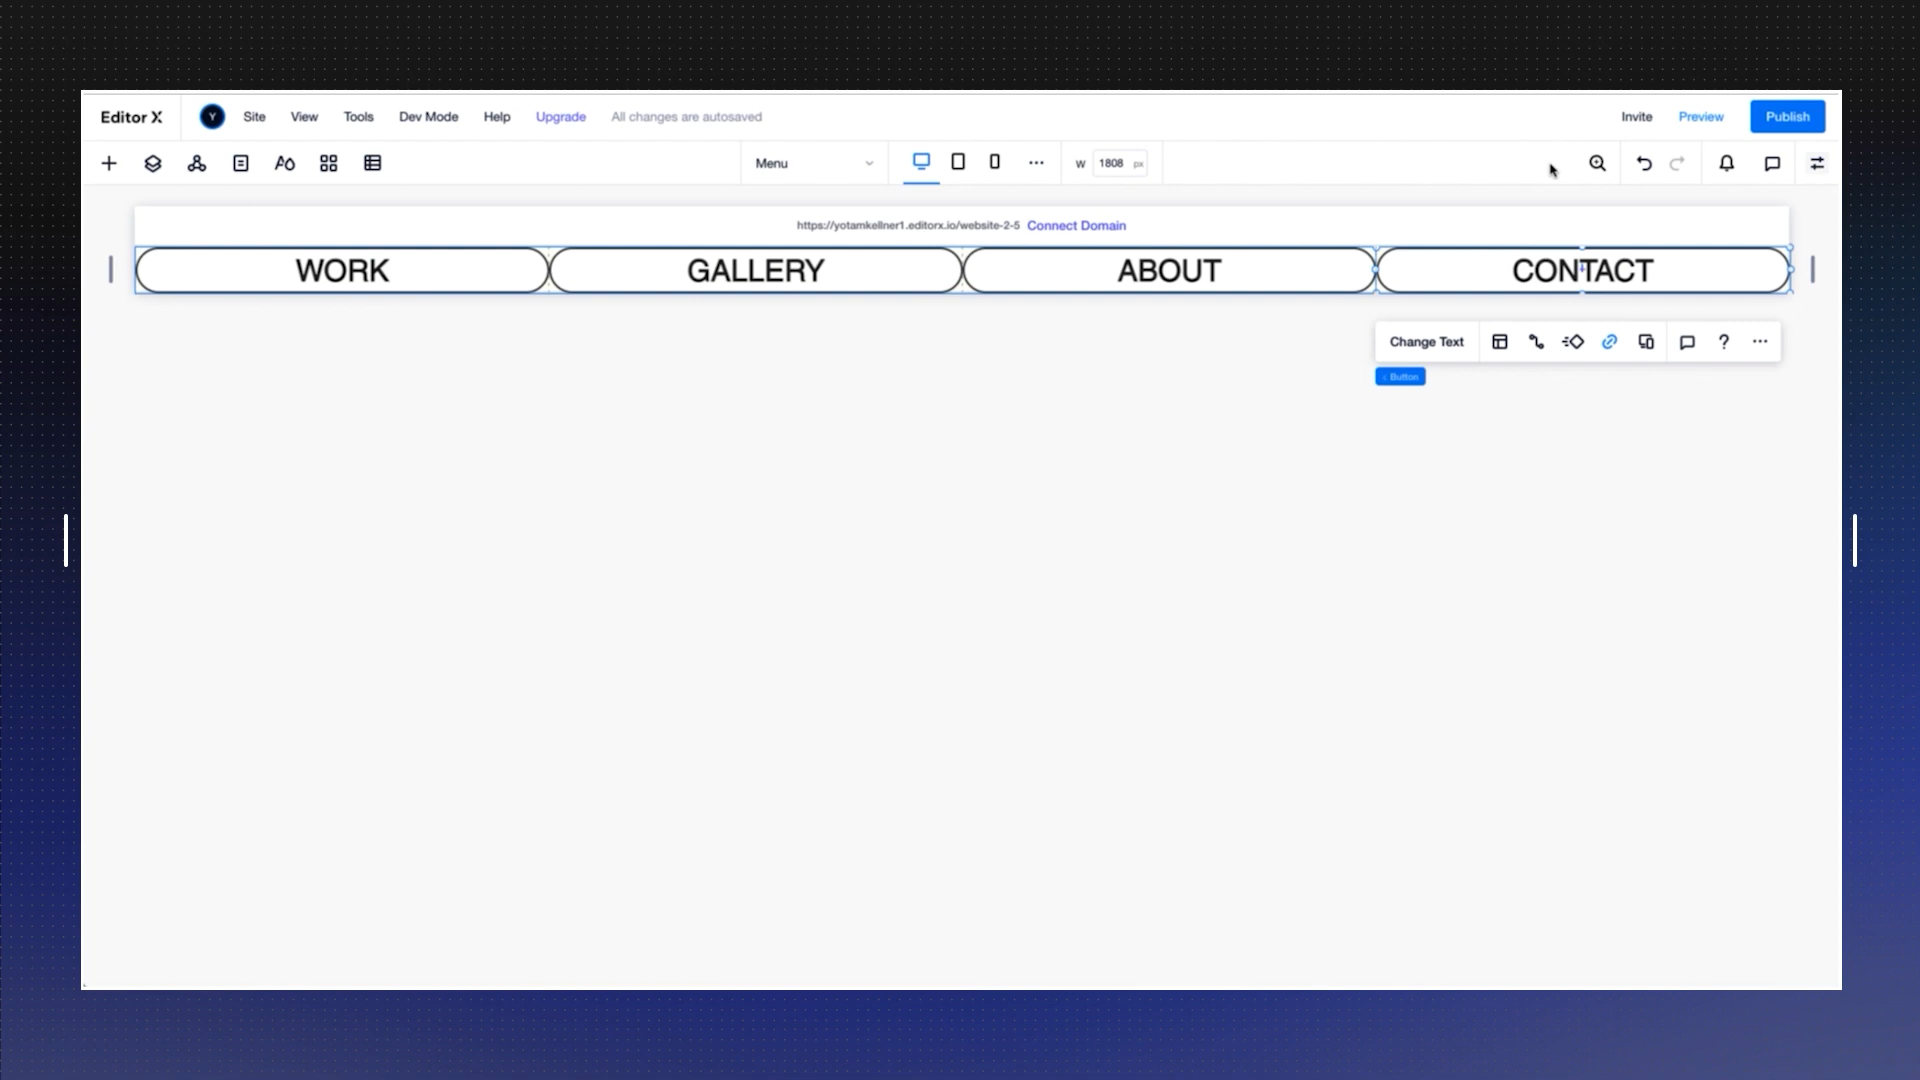 Editor X Y Site View Tools Dev Mode Help Upgrade All changes are autosaved Invite Preview Publish
Menu W 1808 px
https://yotamkellner1.editorx.io/website-2-5 Connect Domain
WORK GALLERY ABOUT CONTACT
Change Text ?
‹ Button